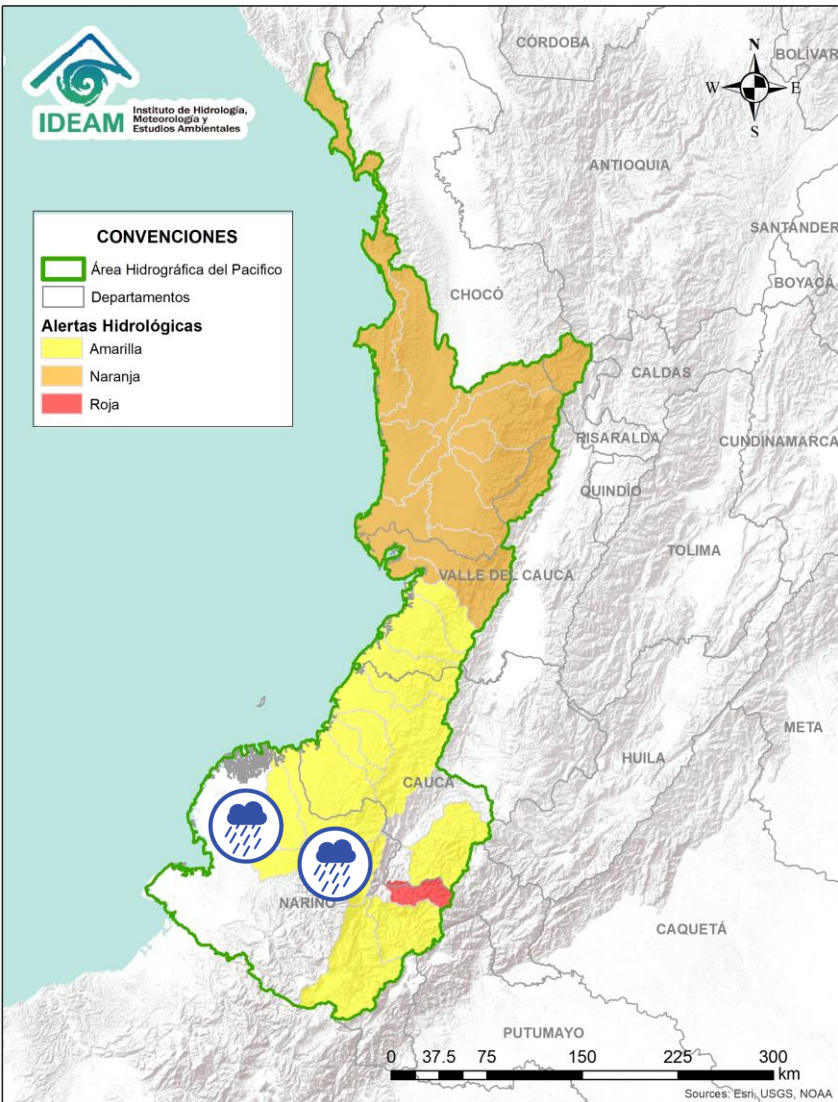 IDEAM
Instituto de Hidrología,
Meteorología y
Estudios Ambientales
N
W
E
S
CÓRDOBA
BOLÍVAR
ANTIOQUIA
SANTANDER
BOYACÁ
CHOCÓ
CALDAS
RISARALDA
CUNDINAMARCA
QUINDÍO
TOLIMA
VALLE DEL CAUCA
META
HUILA
CAUCA
NARIÑO
CAQUETÁ
PUTUMAYO
CONVENCIONES
Área Hidrográfica del Pacifico
Departamentos
Alertas Hidrológicas
Amarilla
Naranja
Roja
0 37.5 75 150 225 300
km
Sources: Esri, USGS, NOAA